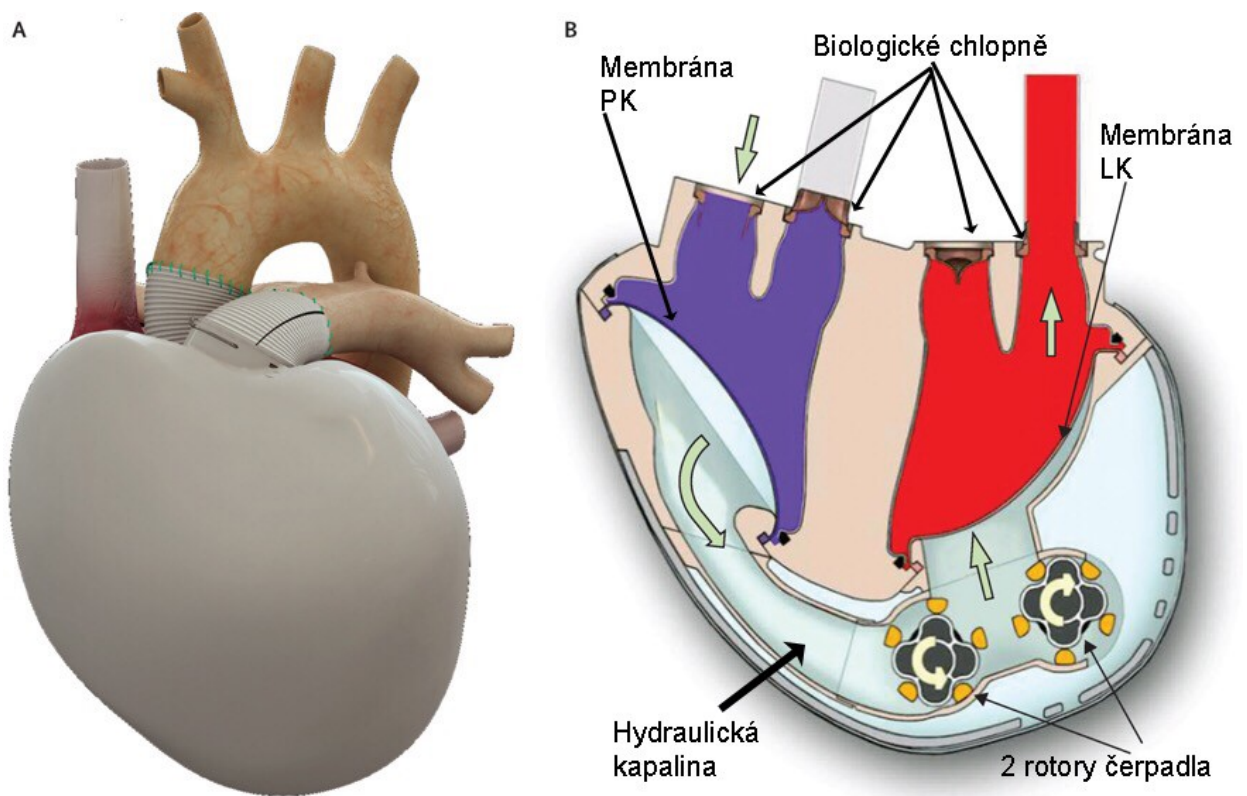 A
B
Biologické chlopně
Membrána
PK
Membrána
LK
Hydraulická
kapalina
2 rotory čerpadla